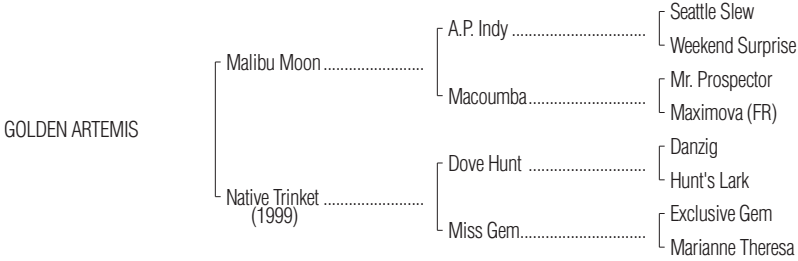 Seattle Slew
A.P. Indy ..............................
Weekend Surprise
Malibu Moon ......................
Mr. Prospector
Macoumba ..........................
Maximova (FR)
GOLDEN ARTEMIS
Danzig
Dove Hunt ..........................
Hunt's Lark
Native Trinket ......................
(1999)
Exclusive Gem
Miss Gem............................
Marianne Theresa